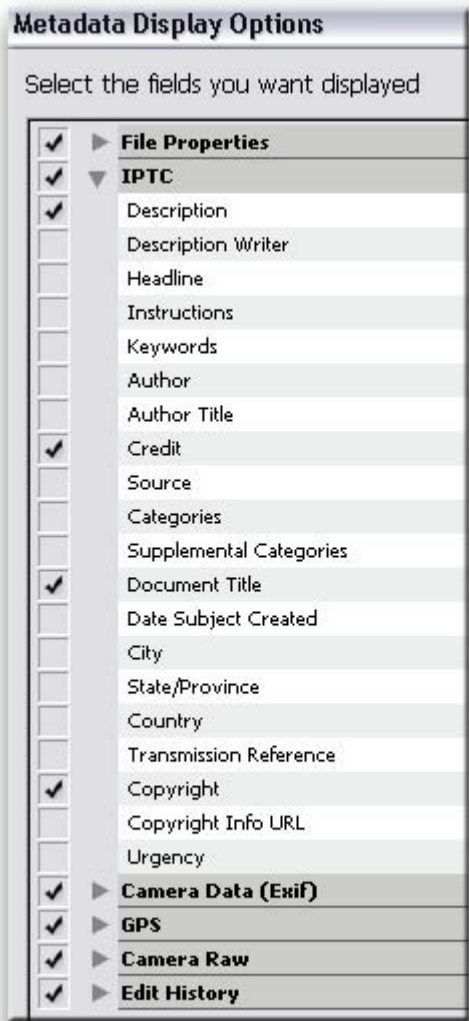 Metadata Display Options
Select the fields you want displayed
File Properties
IPTC
Description
Description Writer
Headline
Instructions
Keywords
Author
Author Title
Credit
Source
Categories
Supplemental Categories
Document Title
Date Subject Created
City
State/Province
Country
Transmission Reference
Copyright
Copyright Info URL
Urgency
Camera Data (Exif)
GPS
Camera Raw
Edit History